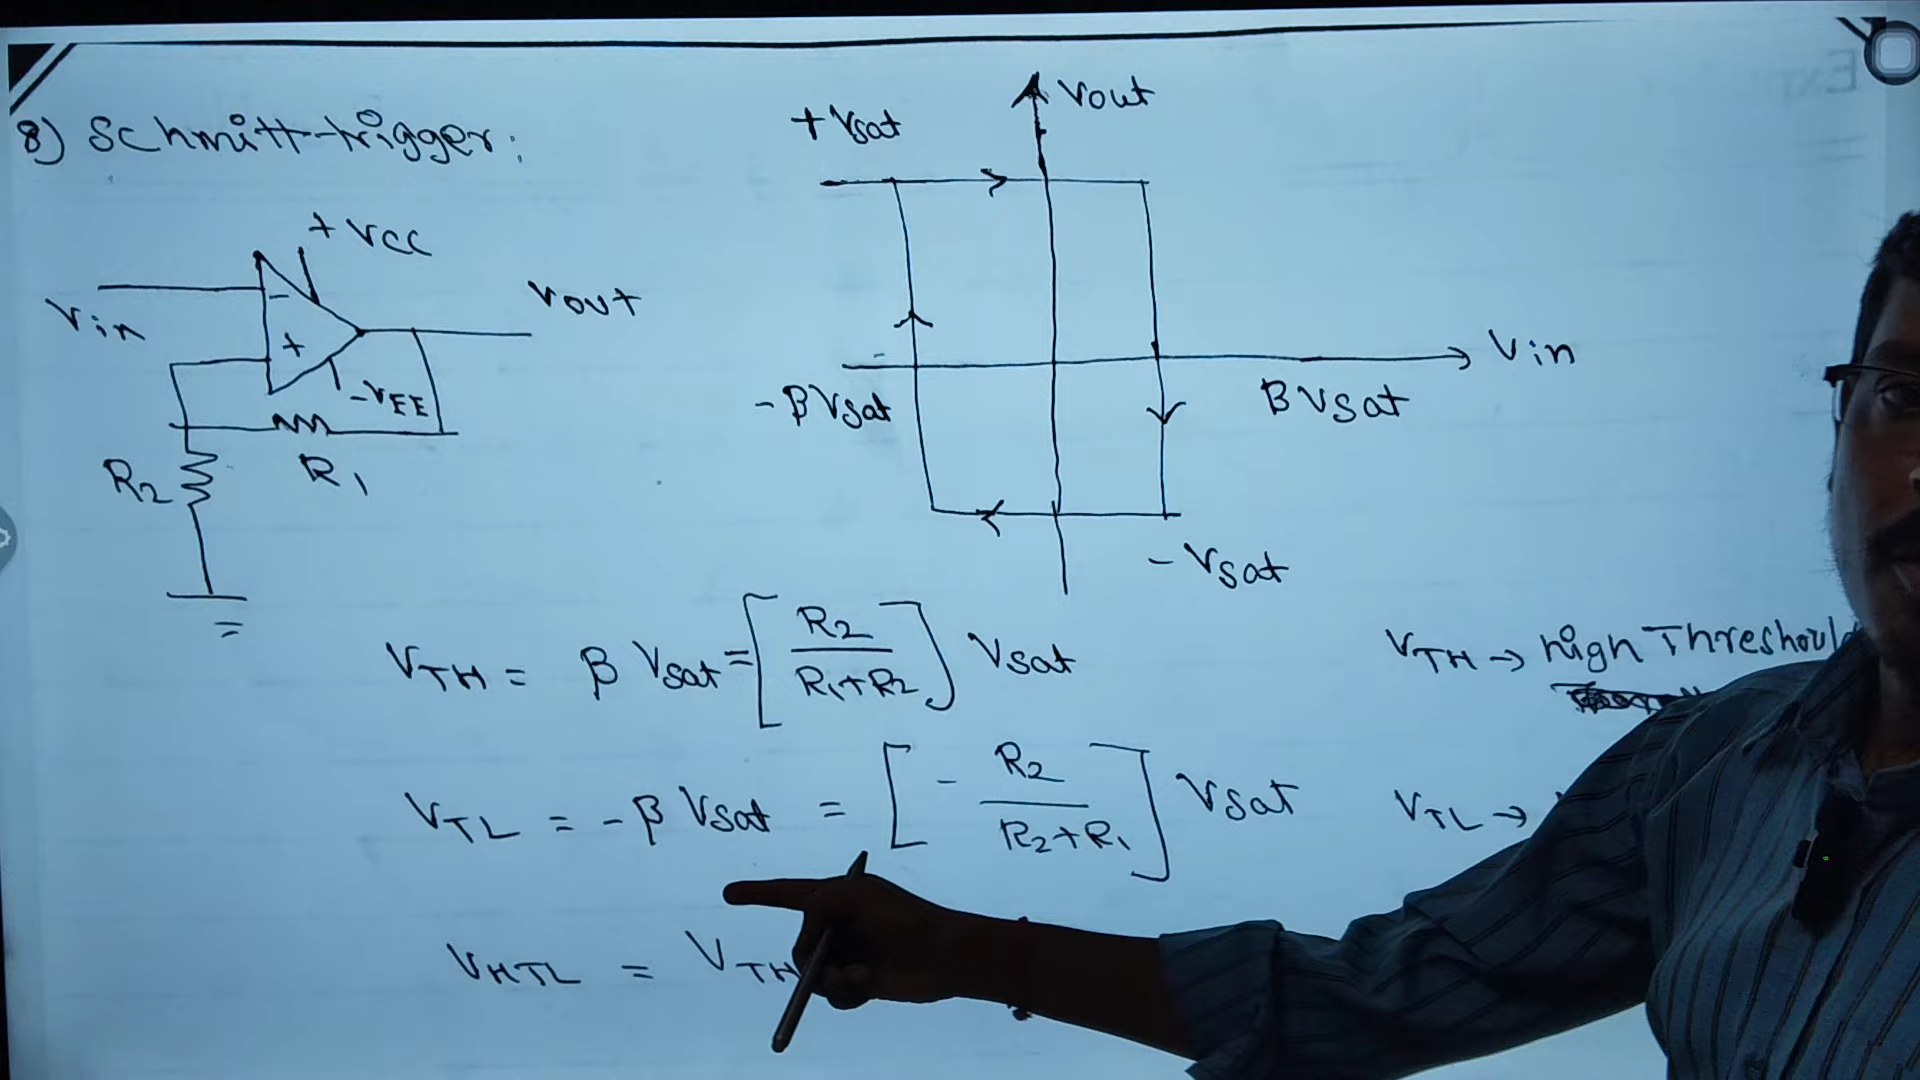 8) Schmitt-trigger:
+Vcc
Vin
Vout
-VEE
R1
R2
Vout
+Vsat
Vin
-βVsat
βVsat
-Vsat
VTH = β Vsat = [R2 / R1+R2] Vsat
VTH → high Threshoul
VTL = -β Vsat = [- R2 / R2+R1] Vsat
VTL →
VHTL = VTH